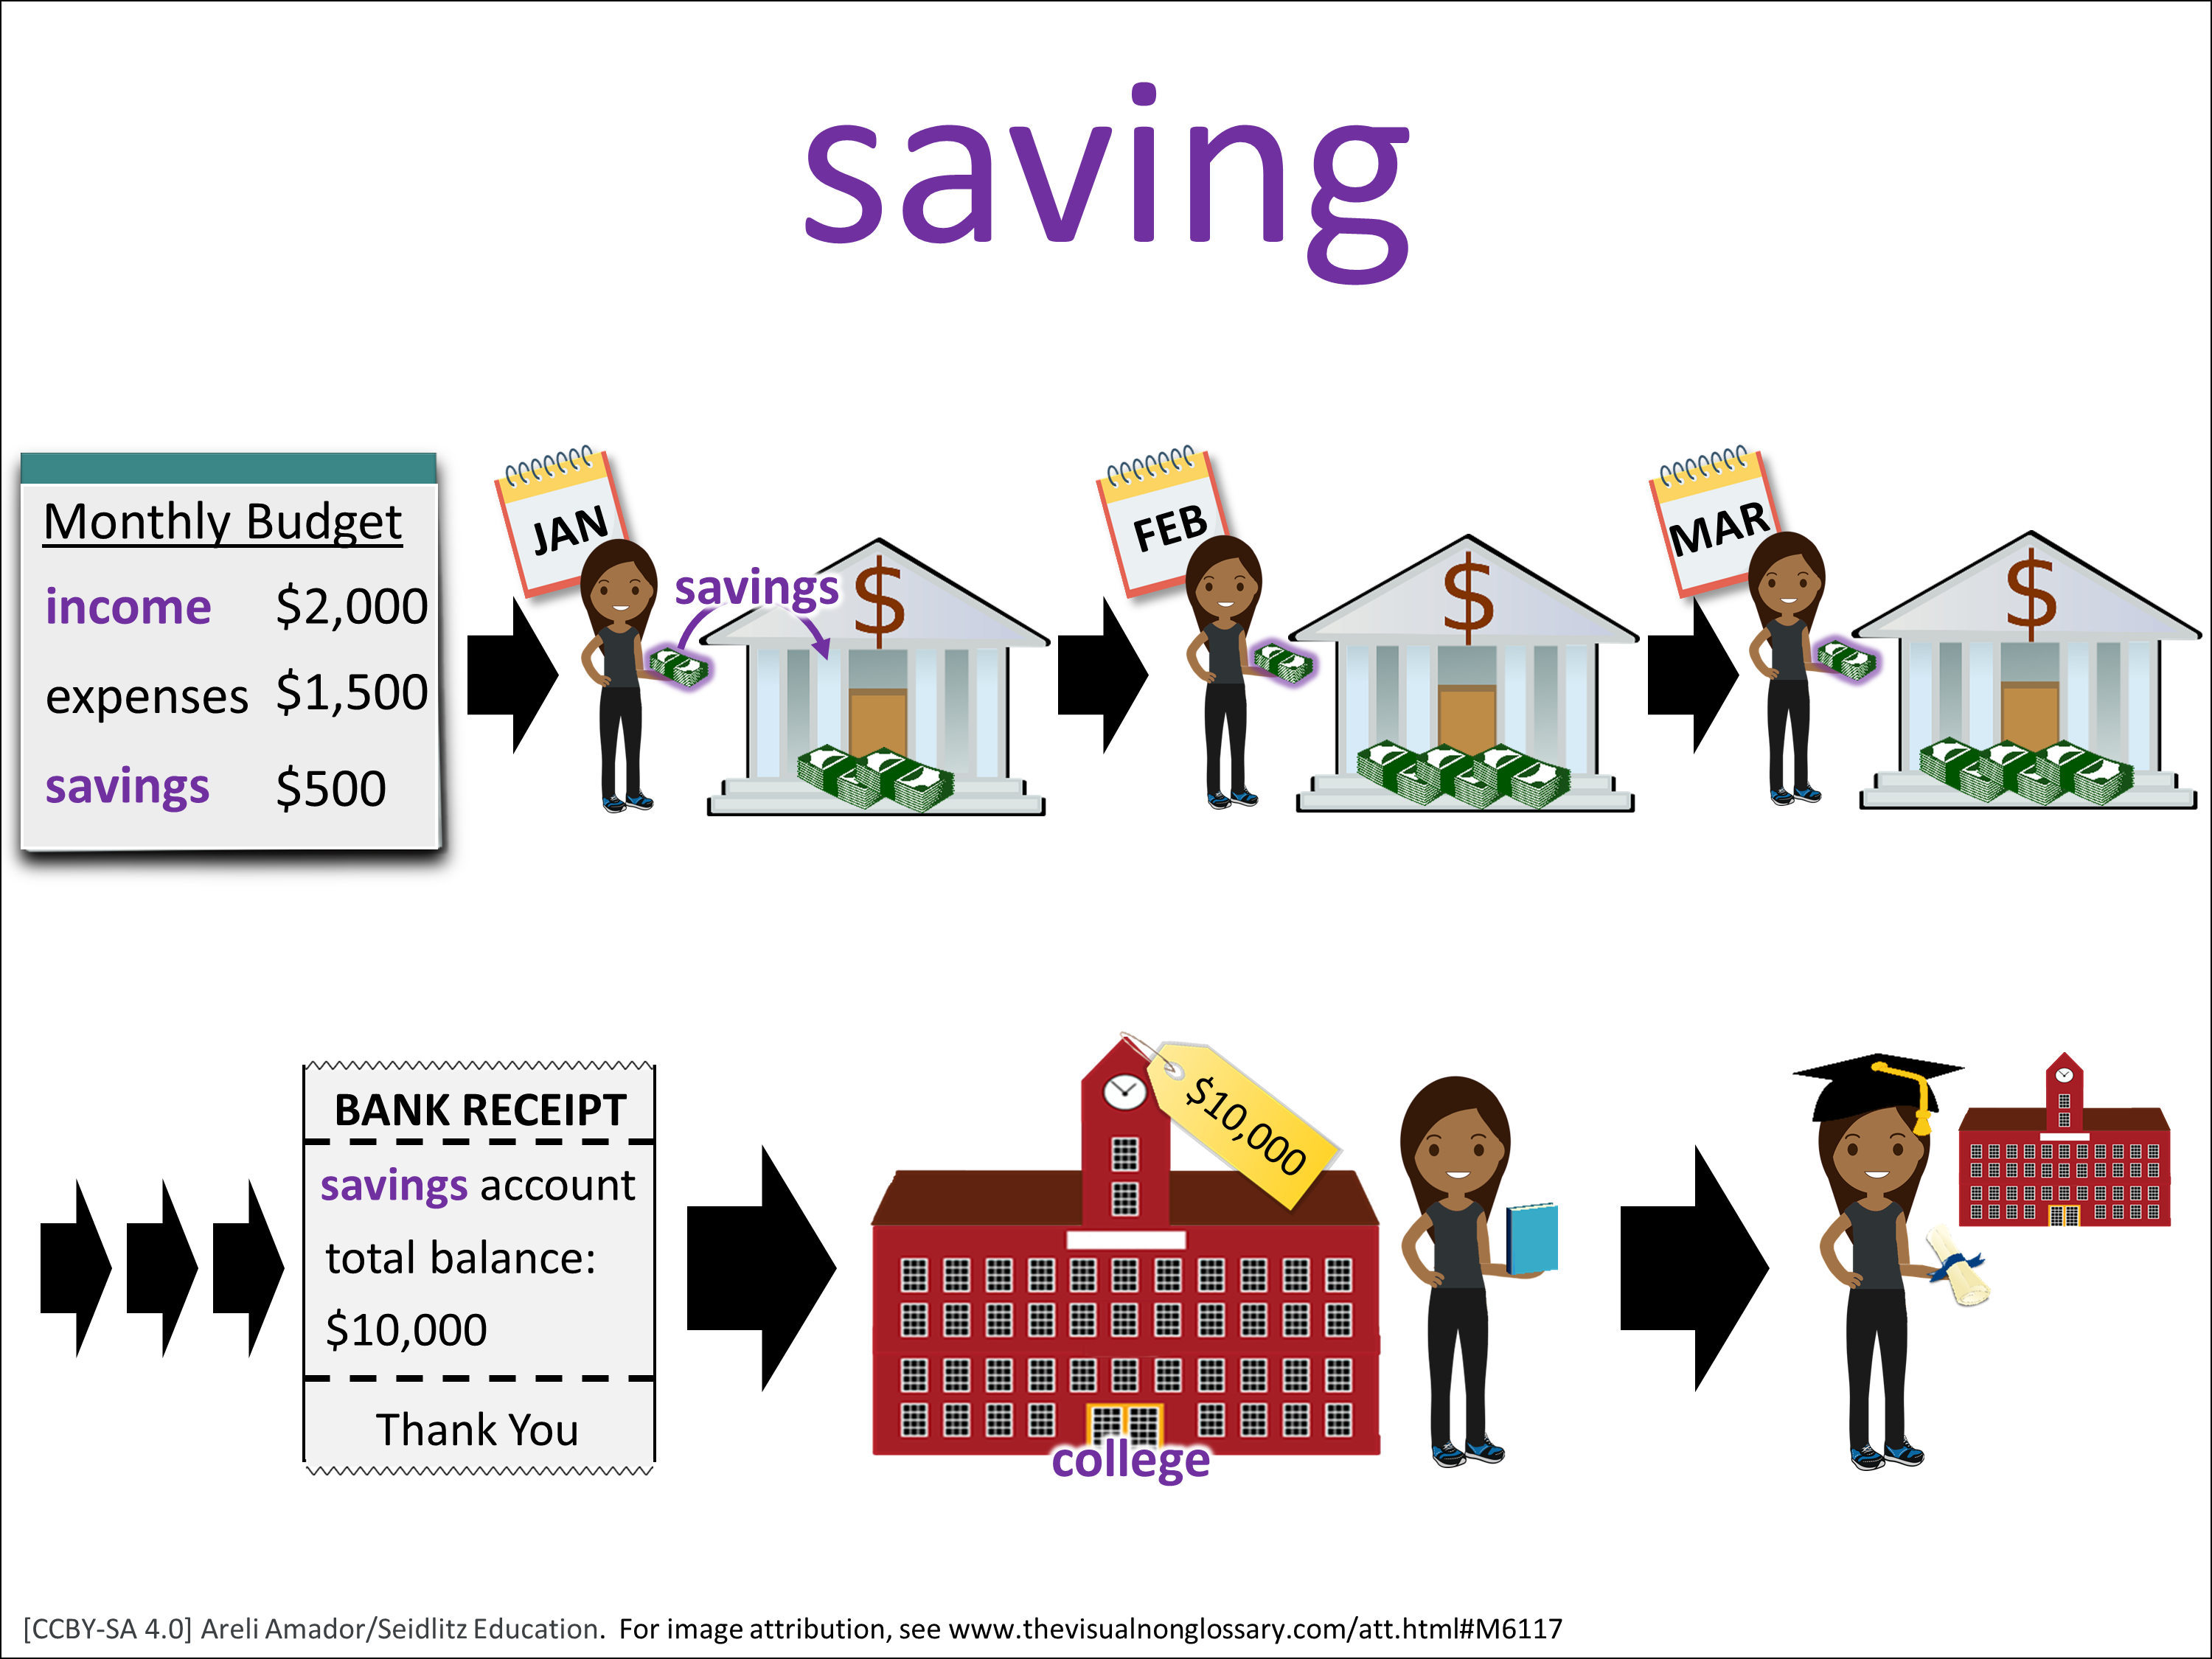 saving
Monthly Budget
income $2,000
expenses $1,500
savings $500
JAN
savings
$
FEB
$
MAR
$
BANK RECEIPT
savings account
total balance:
$10,000
Thank You
$10,000
college
[CCBY-SA 4.0] Areli Amador/Seidlitz Education. For image attribution, see www.thevisualnonglossary.com/att.html#M6117